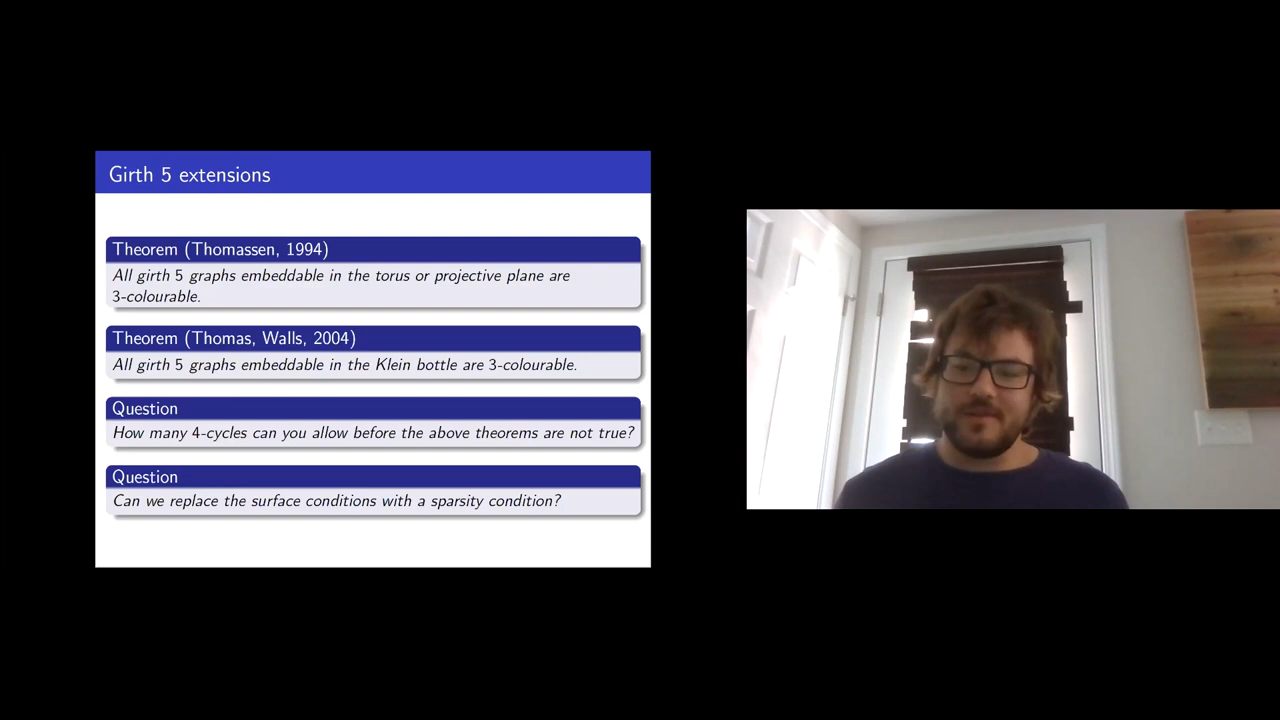 Girth 5 extensions
Theorem (Thomassen, 1994)
All girth 5 graphs embeddable in the torus or projective plane are
3-colourable.
Theorem (Thomas, Walls, 2004)
All girth 5 graphs embeddable in the Klein bottle are 3-colourable.
Question
How many 4-cycles can you allow before the above theorems are not true?
Question
Can we replace the surface conditions with a sparsity condition?